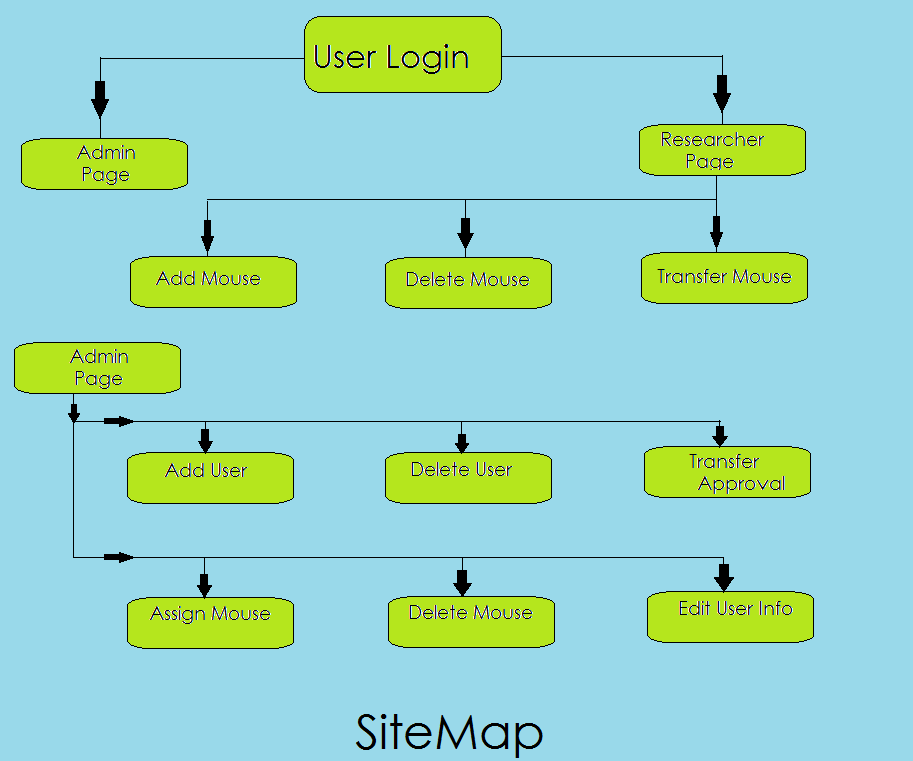 User Login
Admin
Page
Researcher
Page
Add Mouse
Delete Mouse
Transfer Mouse
Admin
Page
Add User
Delete User
Transfer
Approval
Assign Mouse
Delete Mouse
Edit User Info
SiteMap